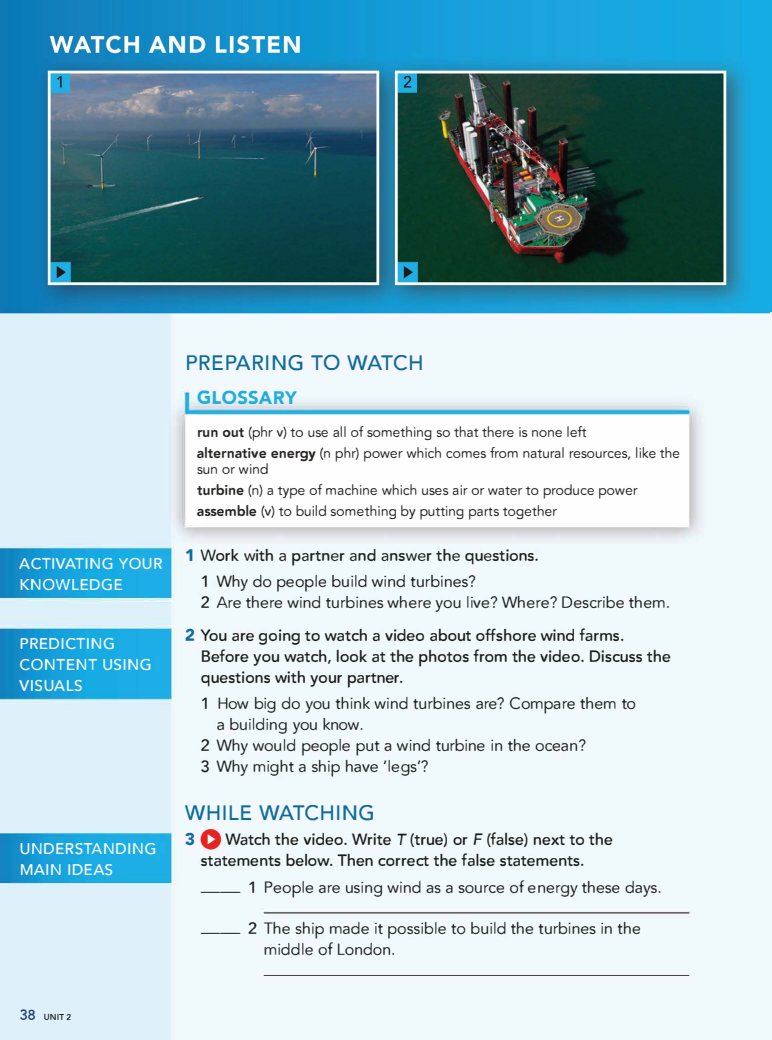 WATCH AND LISTEN
1
2
PREPARING TO WATCH
GLOSSARY
run out (phr v) to use all of something so that there is none left
alternative energy (n phr) power which comes from natural resources, like the
sun or wind
turbine (n) a type of machine which uses air or water to produce power
assemble (v) to build something by putting parts together
ACTIVATING YOUR
KNOWLEDGE
1 Work with a partner and answer the questions.
1 Why do people build wind turbines?
2 Are there wind turbines where you live? Where? Describe them.
PREDICTING
CONTENT USING
VISUALS
2 You are going to watch a video about offshore wind farms.
Before you watch, look at the photos from the video. Discuss the
questions with your partner.
1 How big do you think wind turbines are? Compare them to
a building you know.
2 Why would people put a wind turbine in the ocean?
3 Why might a ship have ‘legs’?
WHILE WATCHING
UNDERSTANDING
MAIN IDEAS
3 Watch the video. Write T (true) or F (false) next to the
statements below. Then correct the false statements.
____ 1 People are using wind as a source of energy these days.
____ 2 The ship made it possible to build the turbines in the
middle of London.
38 UNIT 2